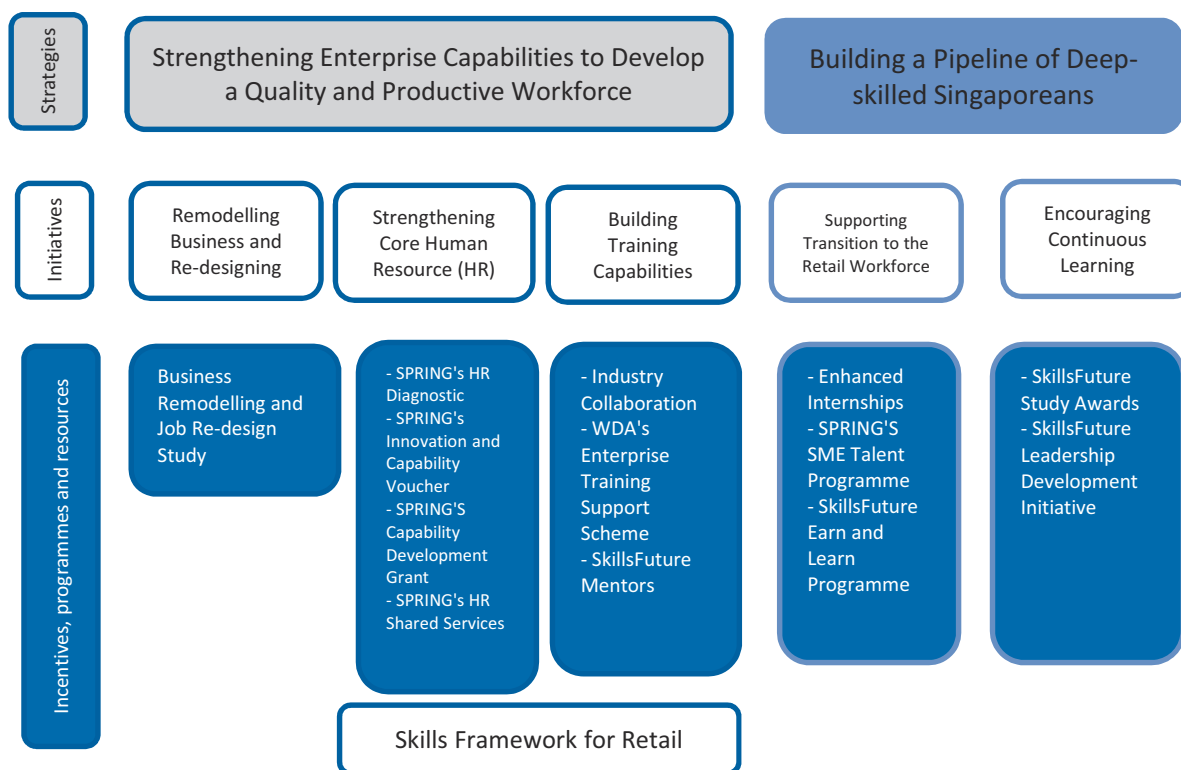 Strategies
Strengthening Enterprise Capabilities to Develop
a Quality and Productive Workforce
Building a Pipeline of Deep-
skilled Singaporeans
Initiatives
Remodelling
Business and
Re-designing
Strengthening
Core Human
Resource (HR)
Building
Training
Capabilities
Supporting
Transition to the
Retail Workforce
Encouraging
Continuous
Learning
Incentives, programmes and resources
Business
Remodelling and
Job Re-design
Study
- SPRING's HR
Diagnostic
- SPRING's
Innovation and
Capability
Voucher
- SPRING'S
Capability
Development
Grant
- SPRING's HR
Shared Services
- Industry
Collaboration
- WDA's
Enterprise
Training
Support
Scheme
- SkillsFuture
Mentors
- Enhanced
Internships
- SPRING'S
SME Talent
Programme
- SkillsFuture
Earn and
Learn
Programme
- SkillsFuture
Study Awards
- SkillsFuture
Leadership
Development
Initiative
Skills Framework for Retail